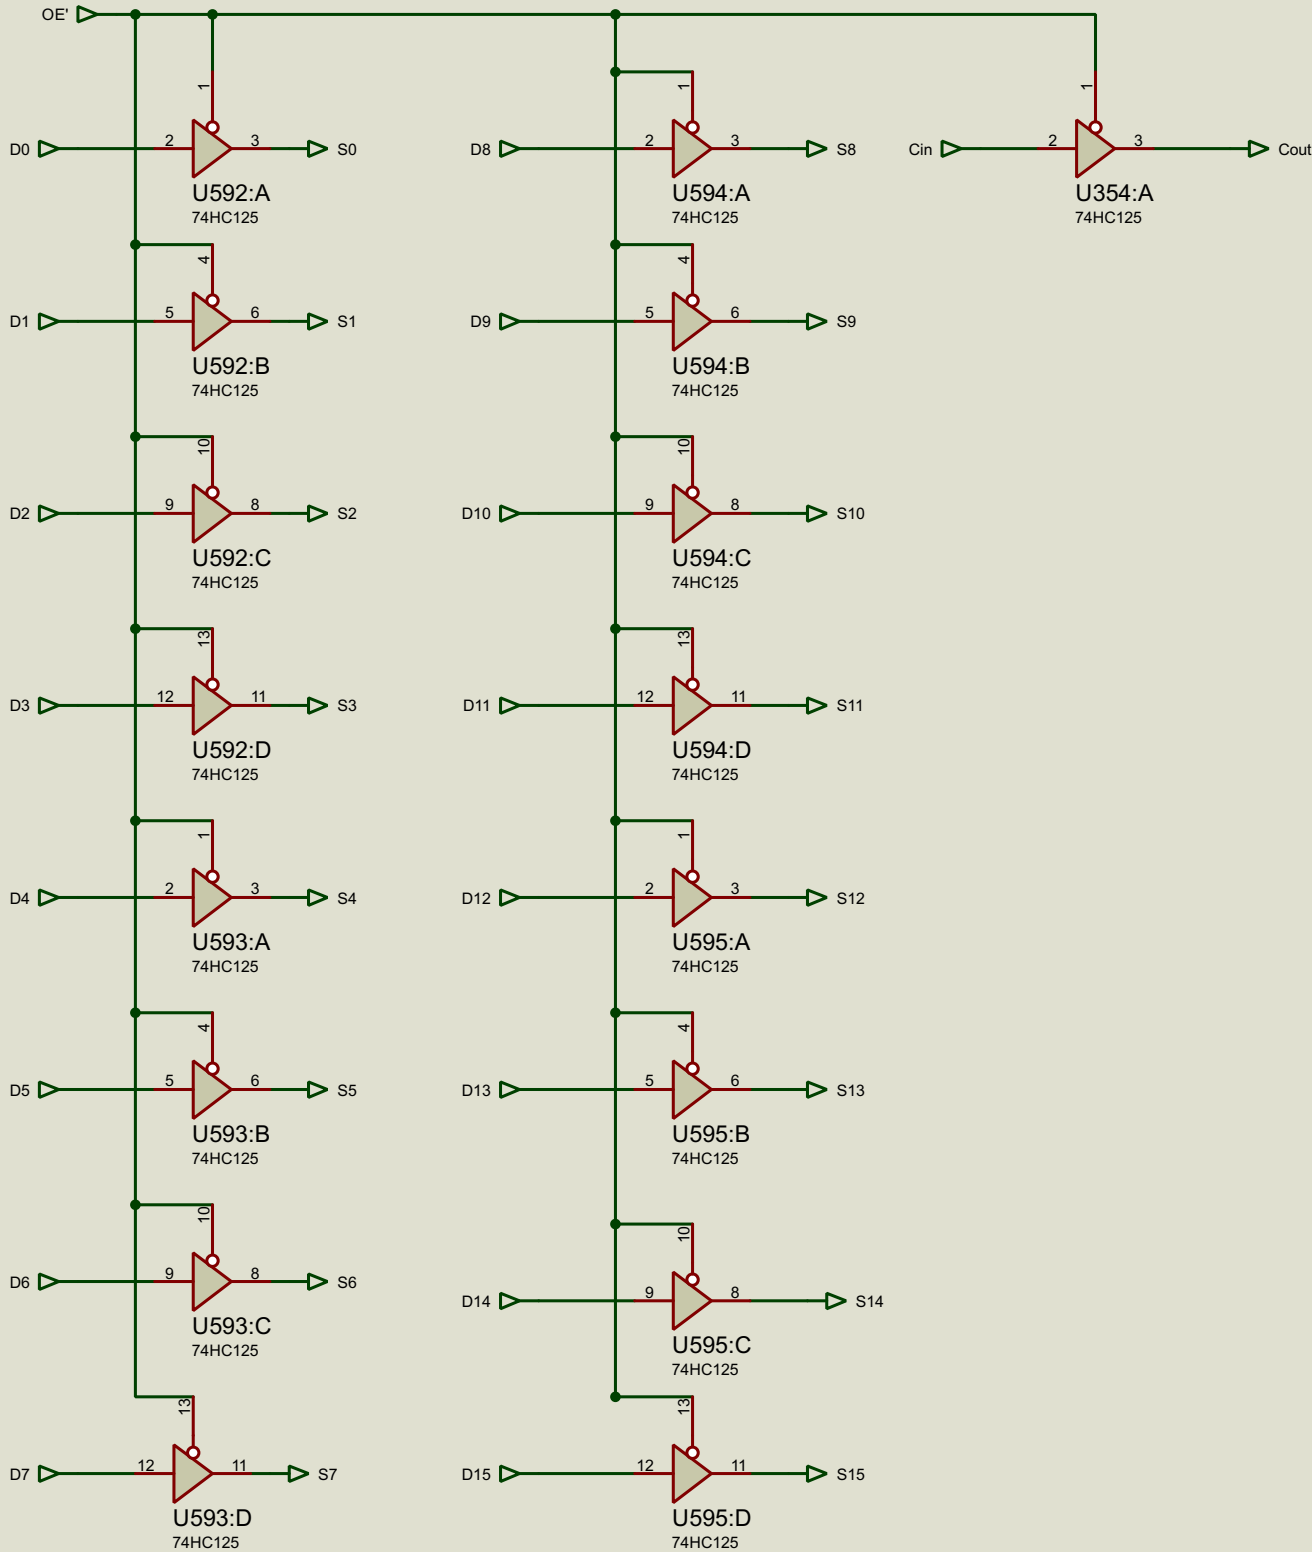 OE'
1
1
1
D0
2
3
S0
D8
2
3
S8
Cin
2
3
Cout
U592:A
74HC125
U594:A
74HC125
U354:A
74HC125
4
4
D1
5
6
S1
D9
5
6
S9
U592:B
74HC125
U594:B
74HC125
10
10
D2
9
8
S2
D10
9
8
S10
U592:C
74HC125
U594:C
74HC125
13
13
D3
12
11
S3
D11
12
11
S11
U592:D
74HC125
U594:D
74HC125
1
1
D4
2
3
S4
D12
2
3
S12
U593:A
74HC125
U595:A
74HC125
4
4
D5
5
6
S5
D13
5
6
S13
U593:B
74HC125
U595:B
74HC125
10
10
D6
9
8
S6
D14
9
8
S14
U593:C
74HC125
U595:C
74HC125
13
13
D7
12
11
S7
D15
12
11
S15
U593:D
74HC125
U595:D
74HC125